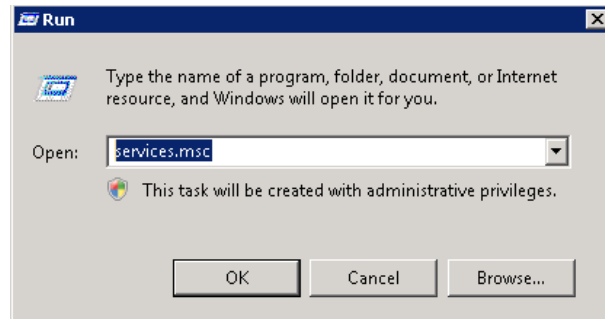 Run
Type the name of a program, folder, document, or Internet
resource, and Windows will open it for you.
Open: services.msc
This task will be created with administrative privileges.
OK Cancel Browse...